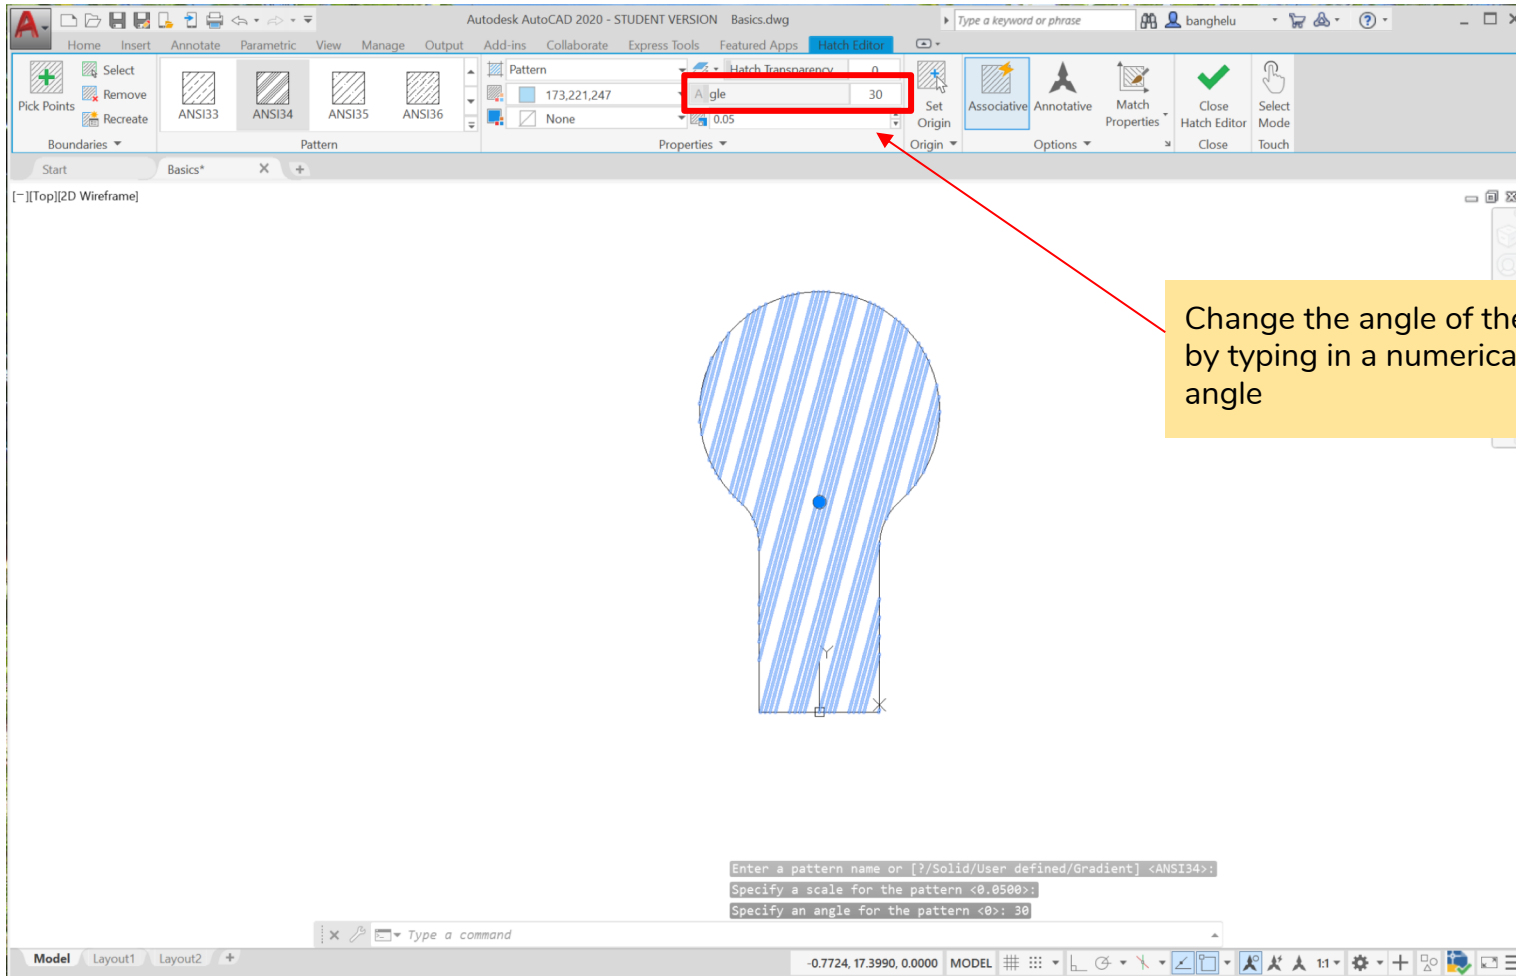 Autodesk AutoCAD 2020 - STUDENT VERSION Basics.dwg
Type a keyword or phrase
banghelu
Home Insert Annotate Parametric View Manage Output Add-ins Collaborate Express Tools Featured Apps Hatch Editor
Pick Points
Select
Remove
Recreate
Boundaries
ANSI33 ANSI34 ANSI35 ANSI36
Pattern
Pattern
173,221,247
None
Hatch Transparency 0
A gle 30
0.05
Properties
Set
Origin
Origin
Associative Annotative
Match
Properties
Options
Close
Hatch Editor
Close
Select
Mode
Touch
Start Basics* X +
[−][Top][2D Wireframe]
Change the angle of the
by typing in a numerica
angle
Y
X
Enter a pattern name or [?/Solid/User defined/Gradient] <ANSI34>:
Specify a scale for the pattern <0.0500>:
Specify an angle for the pattern <0>: 30
Type a command
Model Layout1 Layout2 +
-0.7724, 17.3990, 0.0000 MODEL 1:1